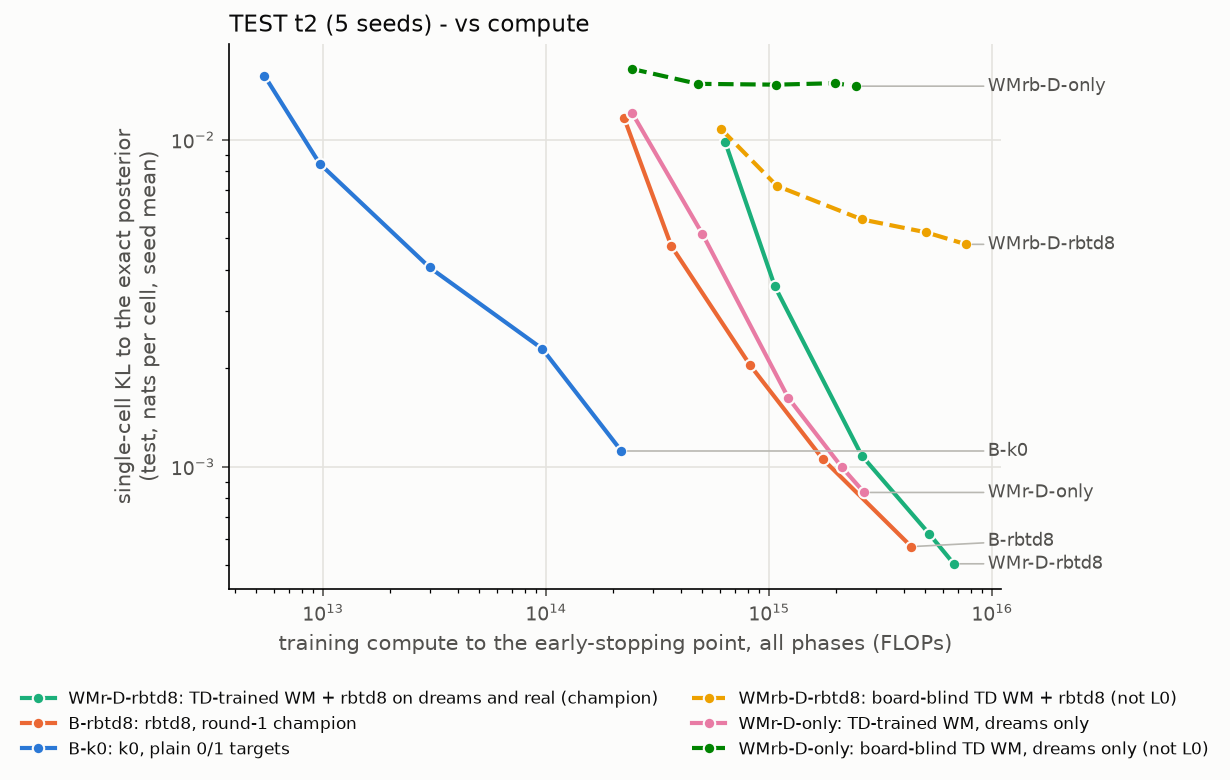 TEST t2 (5 seeds) - vs compute
single-cell KL to the exact posterior
(test, nats per cell, seed mean)
10⁻²
10⁻³
WMrb-D-only
WMrb-D-rbtd8
B-k0
WMr-D-only
B-rbtd8
WMr-D-rbtd8
10¹³
10¹⁴
10¹⁵
10¹⁶
training compute to the early-stopping point, all phases (FLOPs)
WMr-D-rbtd8: TD-trained WM + rbtd8 on dreams and real (champion)
B-rbtd8: rbtd8, round-1 champion
B-k0: k0, plain 0/1 targets
WMrb-D-rbtd8: board-blind TD WM + rbtd8 (not L0)
WMr-D-only: TD-trained WM, dreams only
WMrb-D-only: board-blind TD WM, dreams only (not L0)